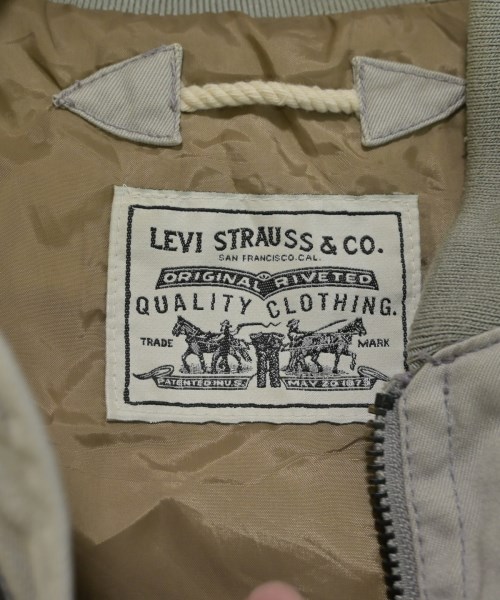 LEVI STRAUSS & CO.
SAN FRANCISCO.CAL.
ORIGINAL RIVETED
QUALITY CLOTHING.
TRADE MARK
PATENTED IN U.S. MAY 20 1873